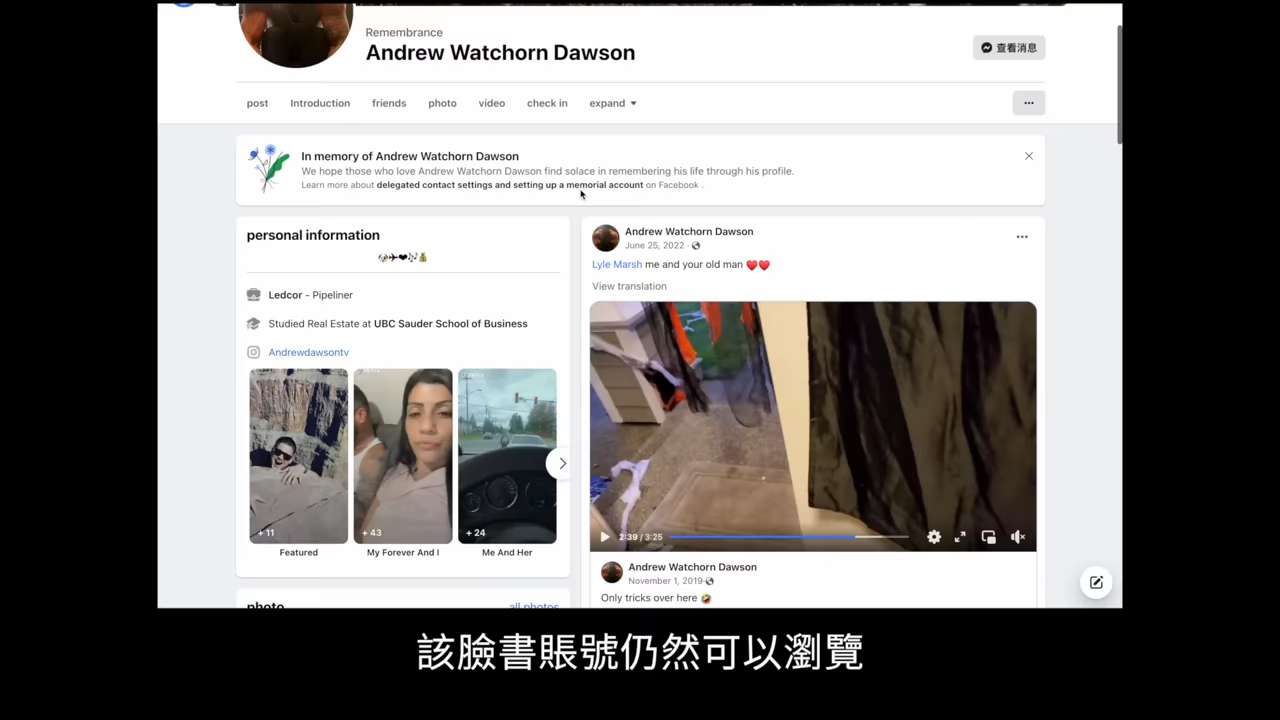 Remembrance
Andrew Watchorn Dawson
查看消息
post Introduction friends photo video check in expand
In memory of Andrew Watchorn Dawson
We hope those who love Andrew Watchorn Dawson find solace in remembering his life through his profile.
Learn more about delegated contact settings and setting up a memorial account on Facebook .
personal information
Ledcor - Pipeliner
Studied Real Estate at UBC Sauder School of Business
Andrewdawsontv
+11
+43
+24
Featured
My Forever And I
Me And Her
photo
all photos
Andrew Watchorn Dawson
June 25, 2022 ·
Lyle Marsh me and your old man ❤️❤️
View translation
2:39 / 3:25
Andrew Watchorn Dawson
November 1, 2019
Only tricks over here 🤣
該臉書賬號仍然可以瀏覽